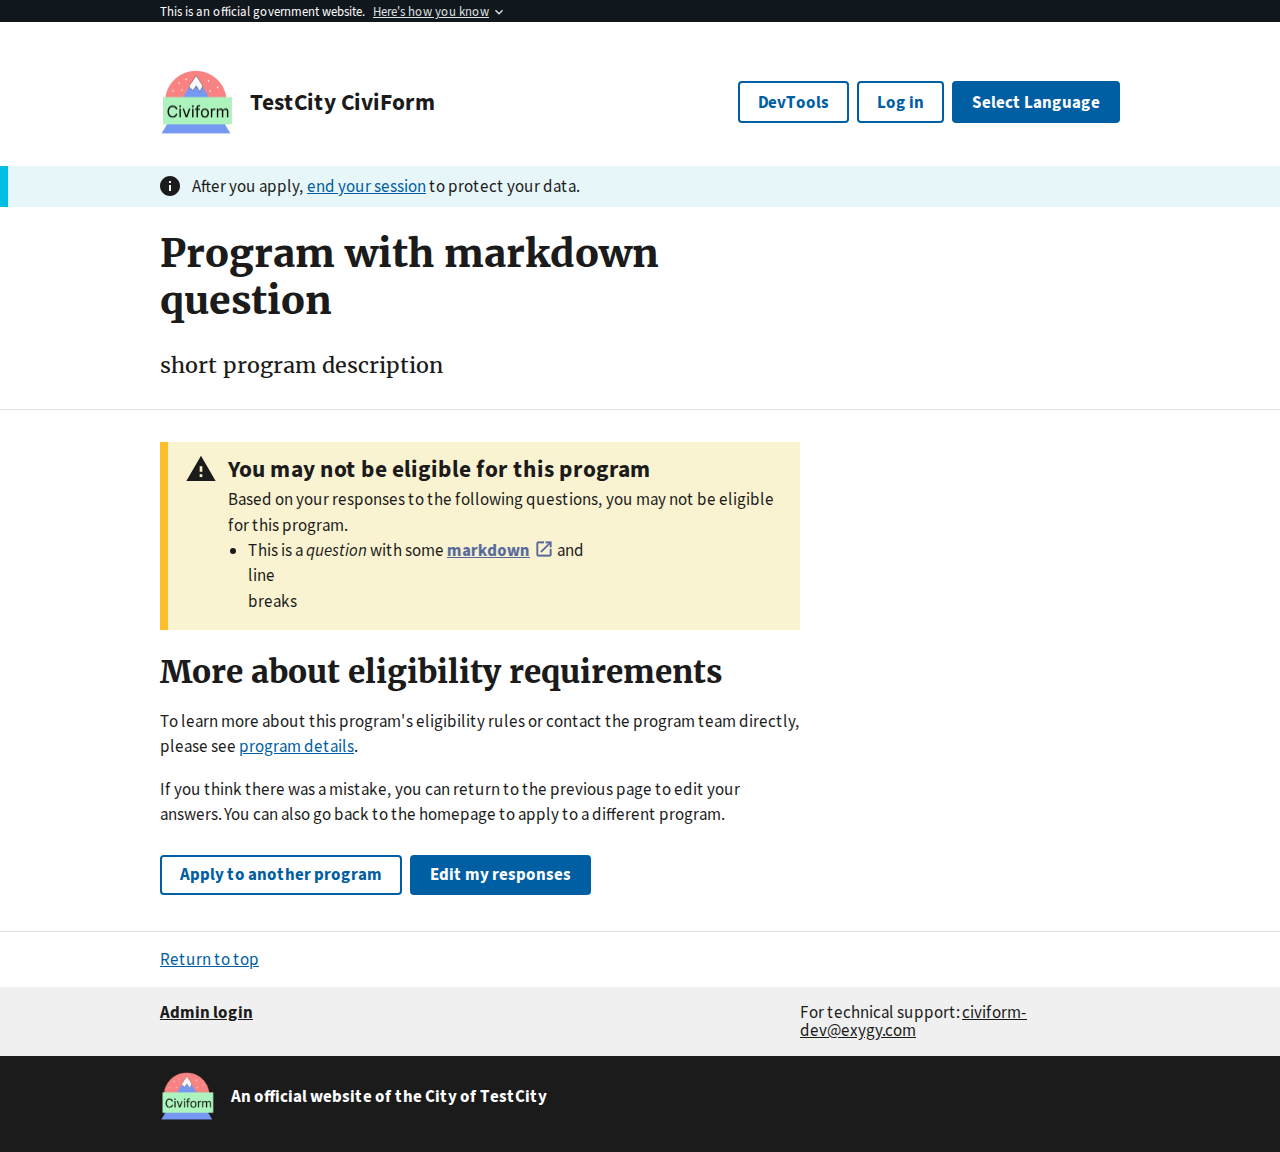 This is an official government website. Here's how you know
Civiform
TestCity CiviForm
DevTools
Log in
Select Language
After you apply, end your session to protect your data.
Program with markdown
question
short program description
You may not be eligible for this program
Based on your responses to the following questions, you may not be eligible
for this program.
This is a question with some markdown and
line
breaks
More about eligibility requirements
To learn more about this program's eligibility rules or contact the program team directly,
please see program details.
If you think there was a mistake, you can return to the previous page to edit your
answers. You can also go back to the homepage to apply to a different program.
Apply to another program
Edit my responses
Return to top
Admin login
For technical support: civiform-
dev@exygy.com
Civiform
An official website of the City of TestCity